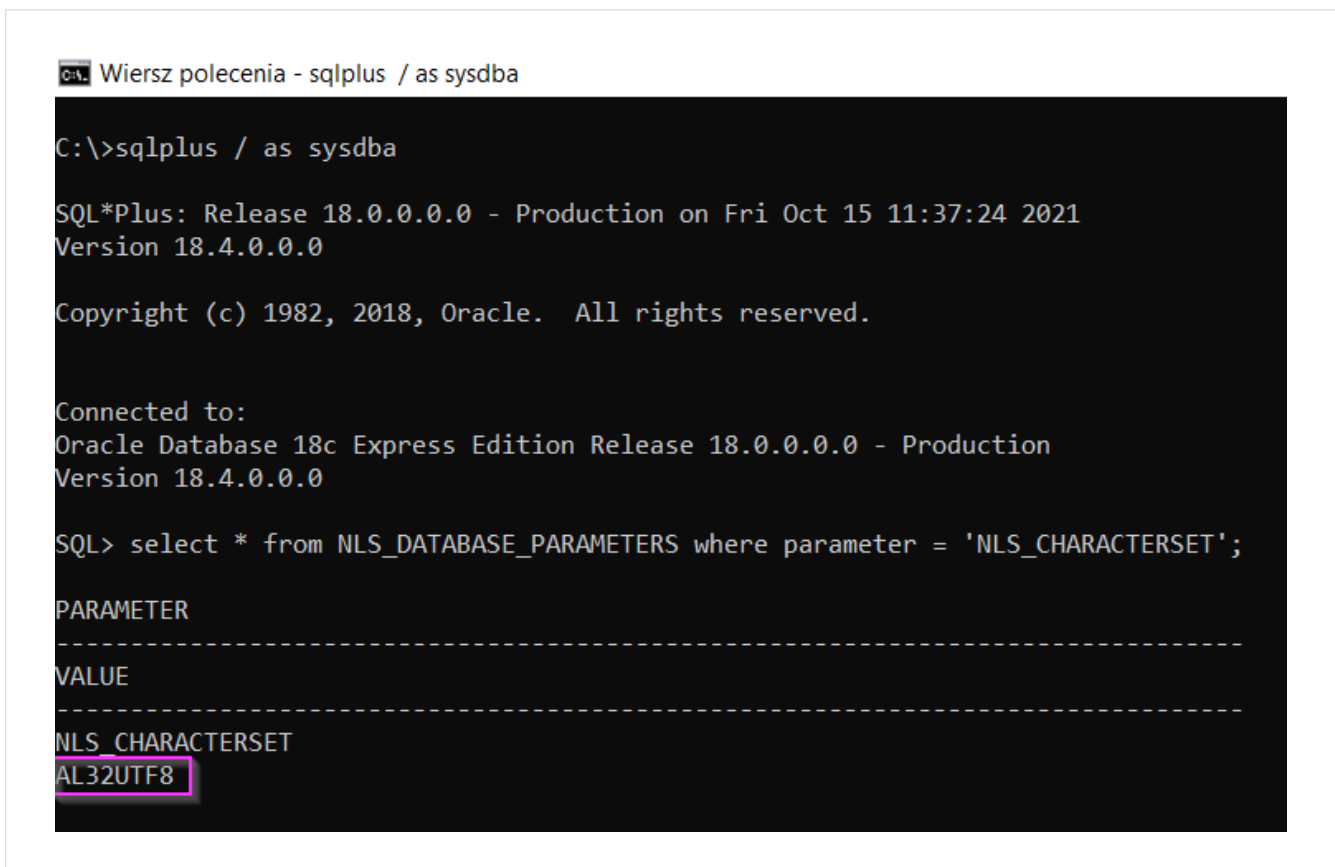 Wiersz polecenia - sqlplus  / as sysdba
C:\>sqlplus / as sysdba
SQL*Plus: Release 18.0.0.0.0 - Production on Fri Oct 15 11:37:24 2021
Version 18.4.0.0.0
Copyright (c) 1982, 2018, Oracle.  All rights reserved.
Connected to:
Oracle Database 18c Express Edition Release 18.0.0.0.0 - Production
Version 18.4.0.0.0
SQL> select * from NLS_DATABASE_PARAMETERS where parameter = 'NLS_CHARACTERSET';
PARAMETER
--------------------------------------------------------------------------------
VALUE
--------------------------------------------------------------------------------
NLS_CHARACTERSET
AL32UTF8